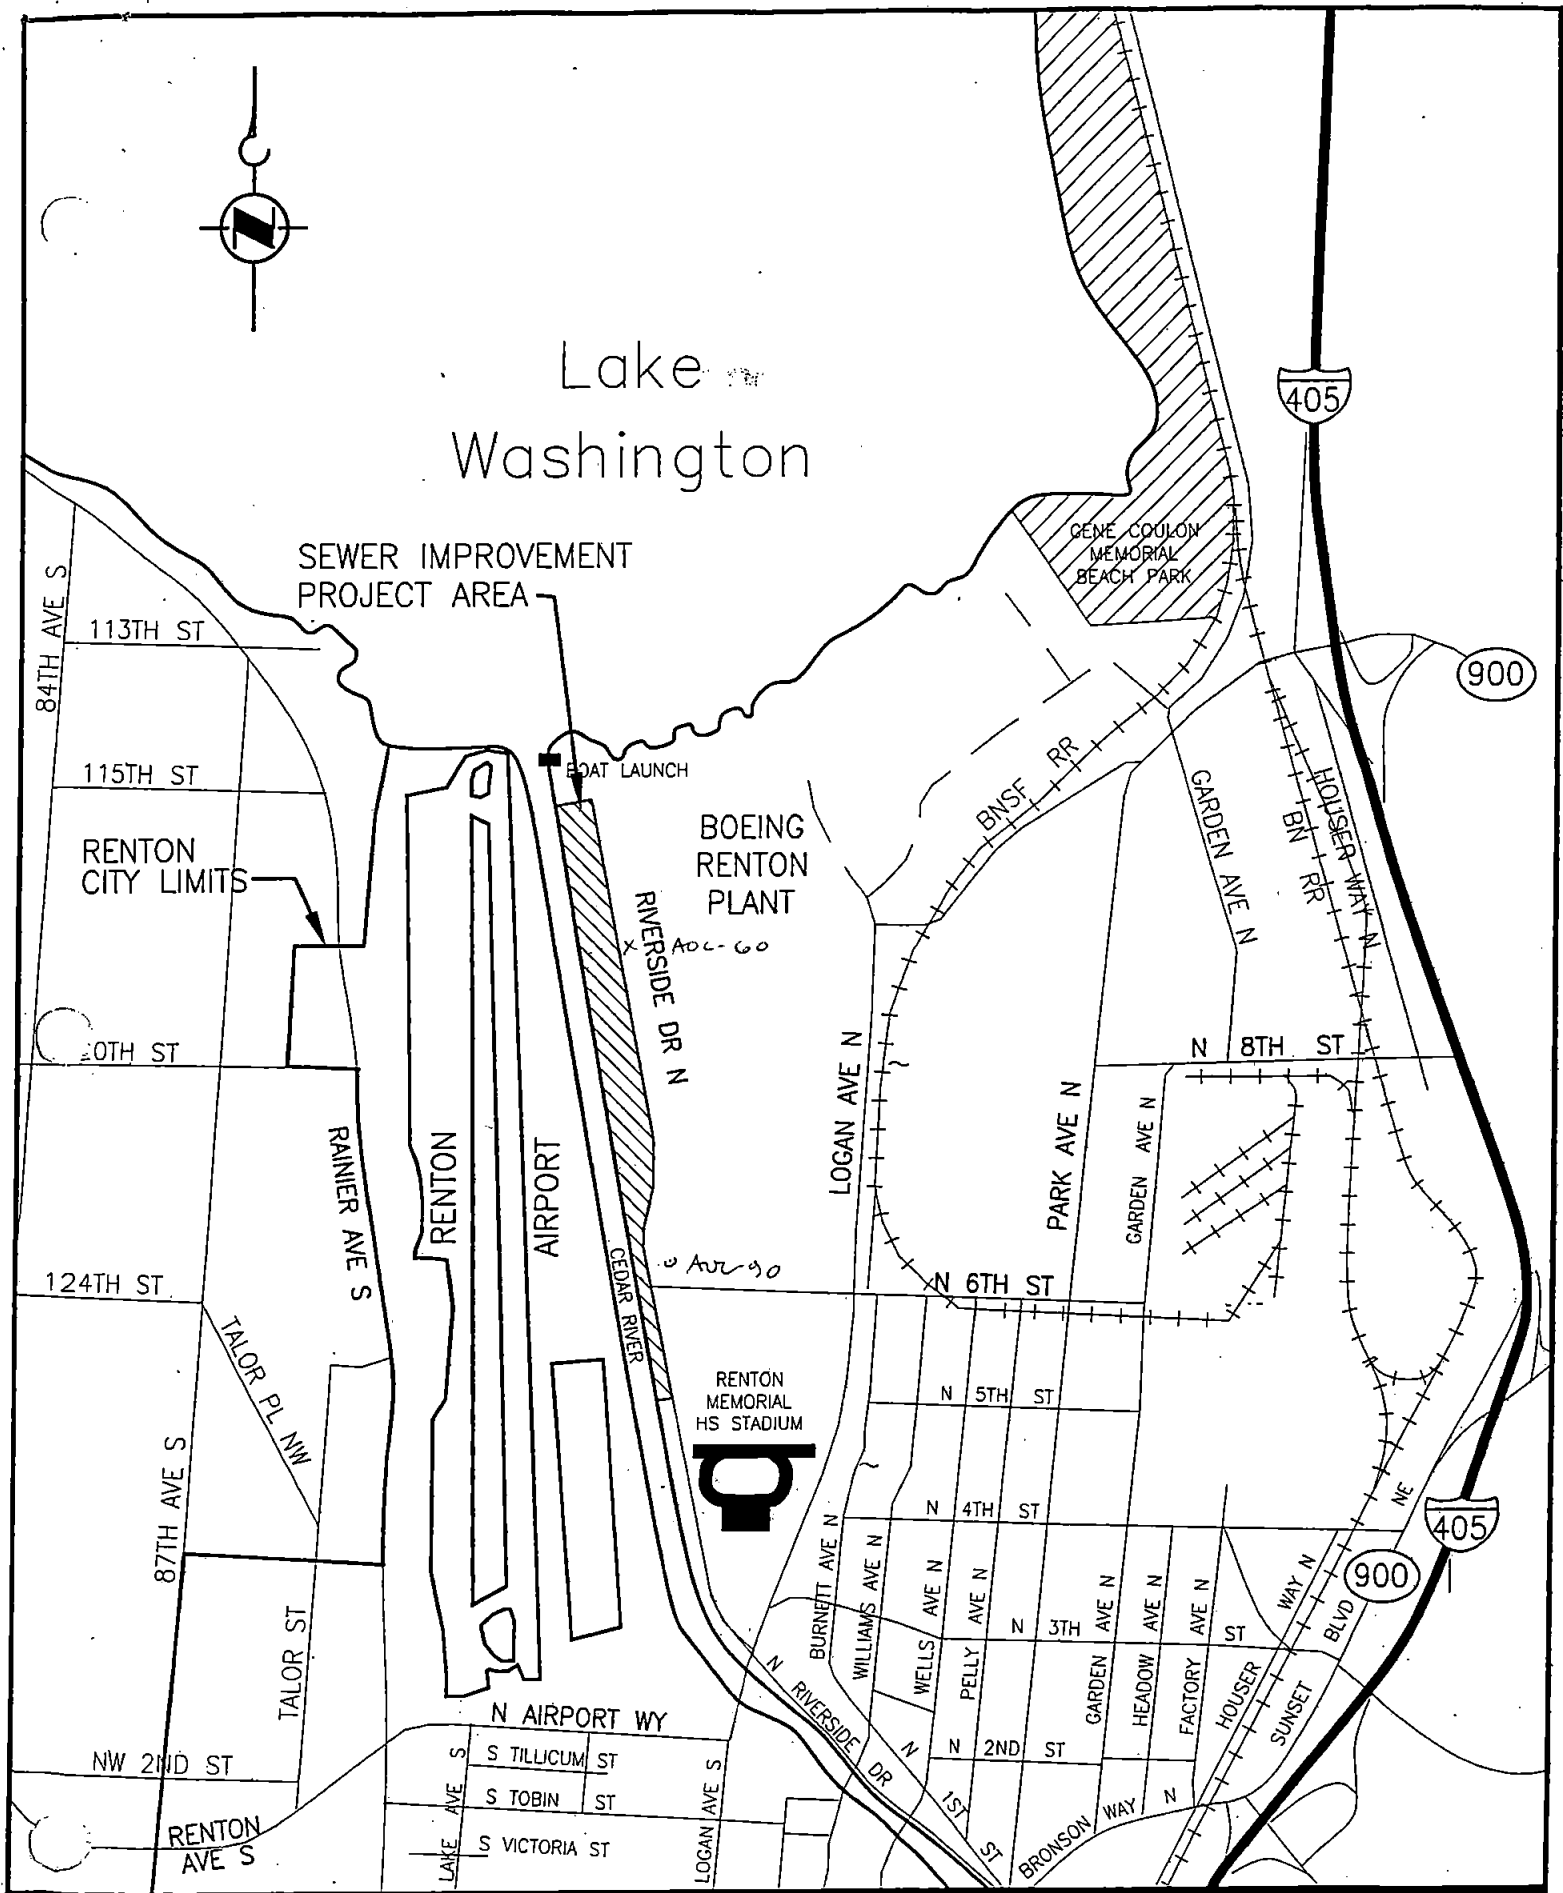 N
Lake
Washington
405
GENE COULON
MEMORIAL
BEACH PARK
SEWER IMPROVEMENT
PROJECT AREA
84TH AVE S
113TH ST
900
BOAT LAUNCH
115TH ST
BNSF RR
GARDEN AVE N
HOUSER WAY N
BN RR
RENTON
CITY LIMITS
BOEING
RENTON
PLANT
RIVERSIDE DR N
X AOC-60
0TH ST
LOGAN AVE N
N 8TH ST
RAINIER AVE S
RENTON
AIRPORT
PARK AVE N
GARDEN AVE N
CEDAR RIVER
AOC-90
124TH ST
N 6TH ST
TALOR PL NW
RENTON
MEMORIAL
HS STADIUM
N 5TH ST
87TH AVE S
N 4TH ST
NE
405
900
BURNETT AVE N
WILLIAMS AVE N
WELLS AVE N
PELLY AVE N
N 3TH ST
GARDEN AVE N
HEADOW AVE N
FACTORY AVE N
HOUSER WAY N
SUNSET BLVD
TALOR ST
N RIVERSIDE DR
N AIRPORT WY
NW 2ND ST
S TILLICUM ST
N 2ND ST
LAKE AVE S
S TOBIN ST
LOGAN AVE S
N 1ST ST
BRONSON WAY N
RENTON
AVE S
S VICTORIA ST